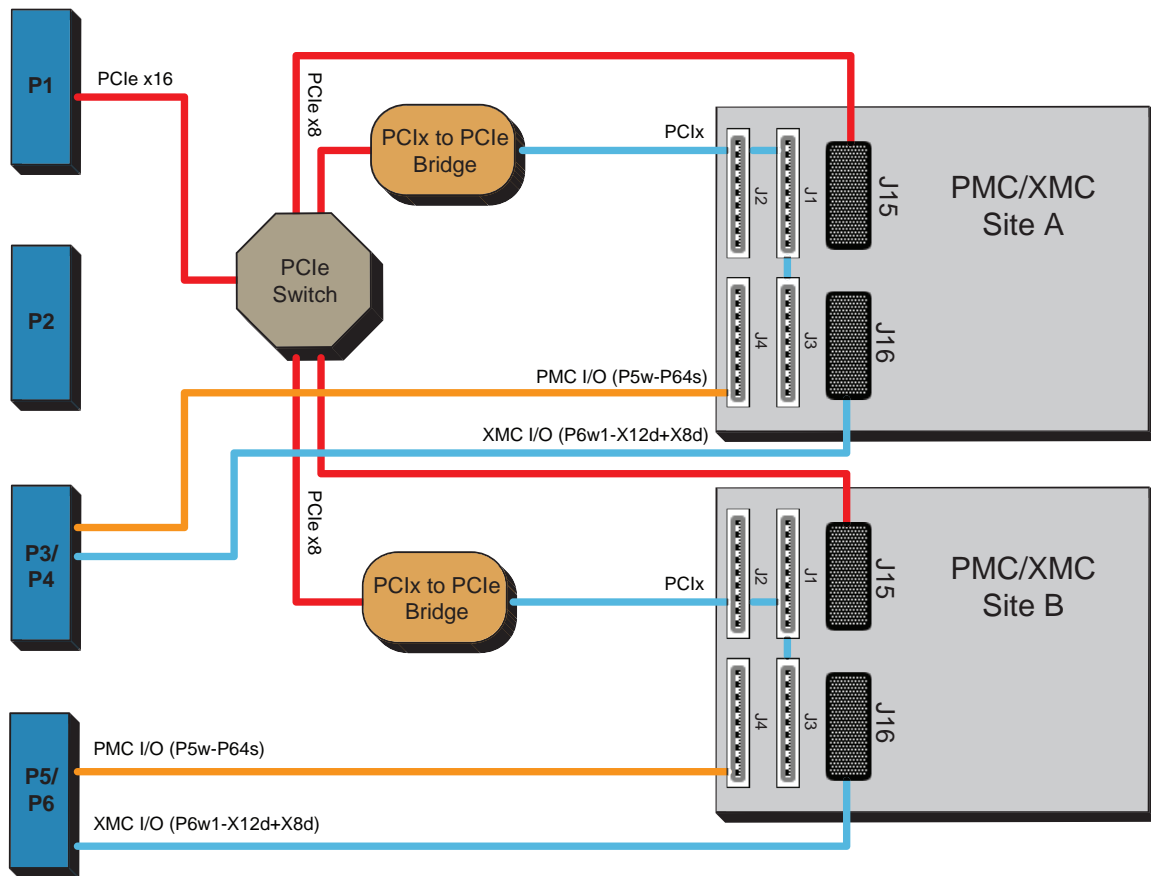 P1
PCIe x16
PCIe x8
PCIx to PCIe
Bridge
PCIx
J2
J1
J15
PMC/XMC
Site A
P2
PCIe
Switch
J4
J3
J16
PMC I/O (P5w-P64s)
XMC I/O (P6w1-X12d+X8d)
P3/
P4
PCIe x8
PCIx to PCIe
Bridge
PCIx
J2
J1
J15
PMC/XMC
Site B
J4
J3
J16
P5/
P6
PMC I/O (P5w-P64s)
XMC I/O (P6w1-X12d+X8d)